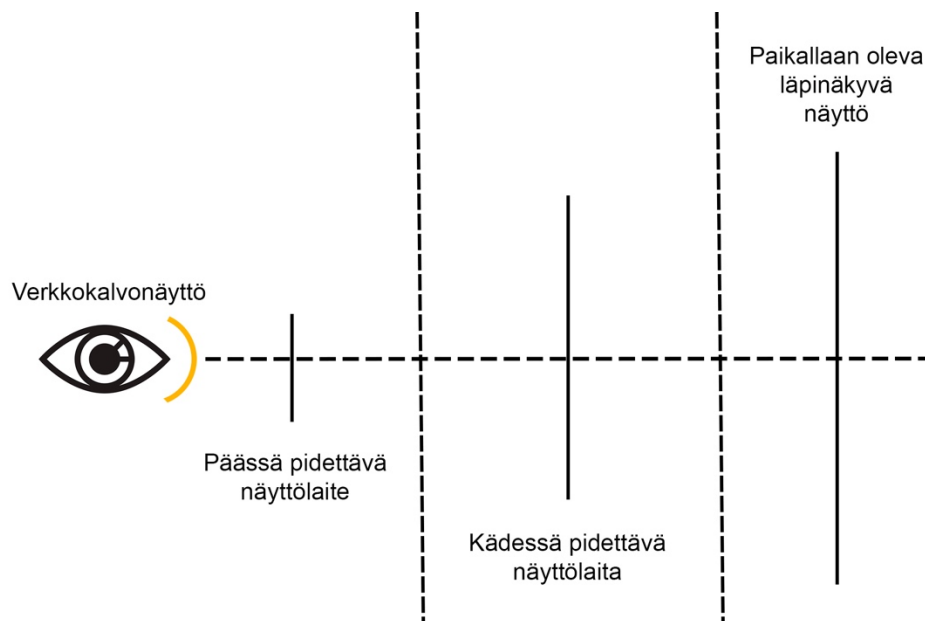 Verkkokalvonäyttö
Päässä pidettävä
näyttölaite
Kädessä pidettävä
näyttölaita
Paikallaan oleva
läpinäkyvä
näyttö